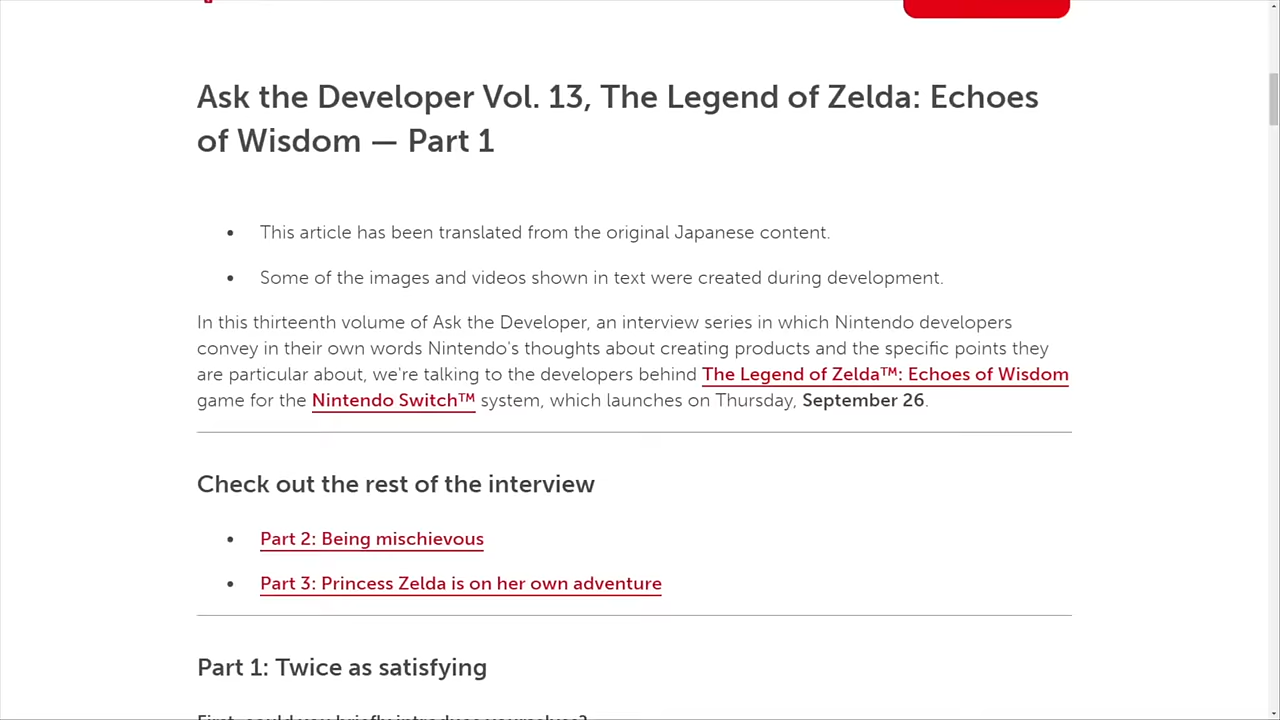 Ask the Developer Vol. 13, The Legend of Zelda: Echoes
of Wisdom — Part 1
• This article has been translated from the original Japanese content.
• Some of the images and videos shown in text were created during development.
In this thirteenth volume of Ask the Developer, an interview series in which Nintendo developers
convey in their own words Nintendo's thoughts about creating products and the specific points they
are particular about, we're talking to the developers behind The Legend of Zelda™: Echoes of Wisdom
game for the Nintendo Switch™ system, which launches on Thursday, September 26.
Check out the rest of the interview
• Part 2: Being mischievous
• Part 3: Princess Zelda is on her own adventure
Part 1: Twice as satisfying
First, could you briefly introduce yourselves?